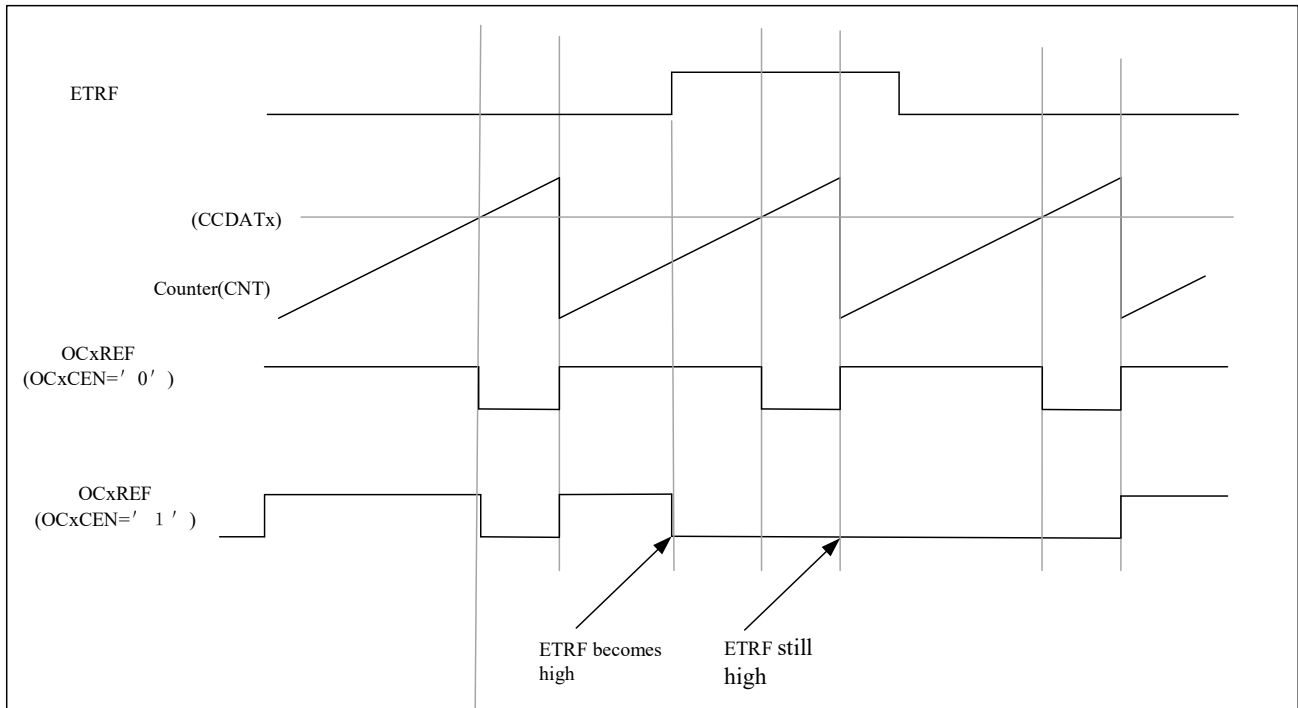 ETRF
(CCDATx)
Counter(CNT)
OCxREF
(OCxCEN=′ 0′ )
OCxREF
(OCxCEN=′ 1 ′ )
ETRF becomes
high
ETRF still
high